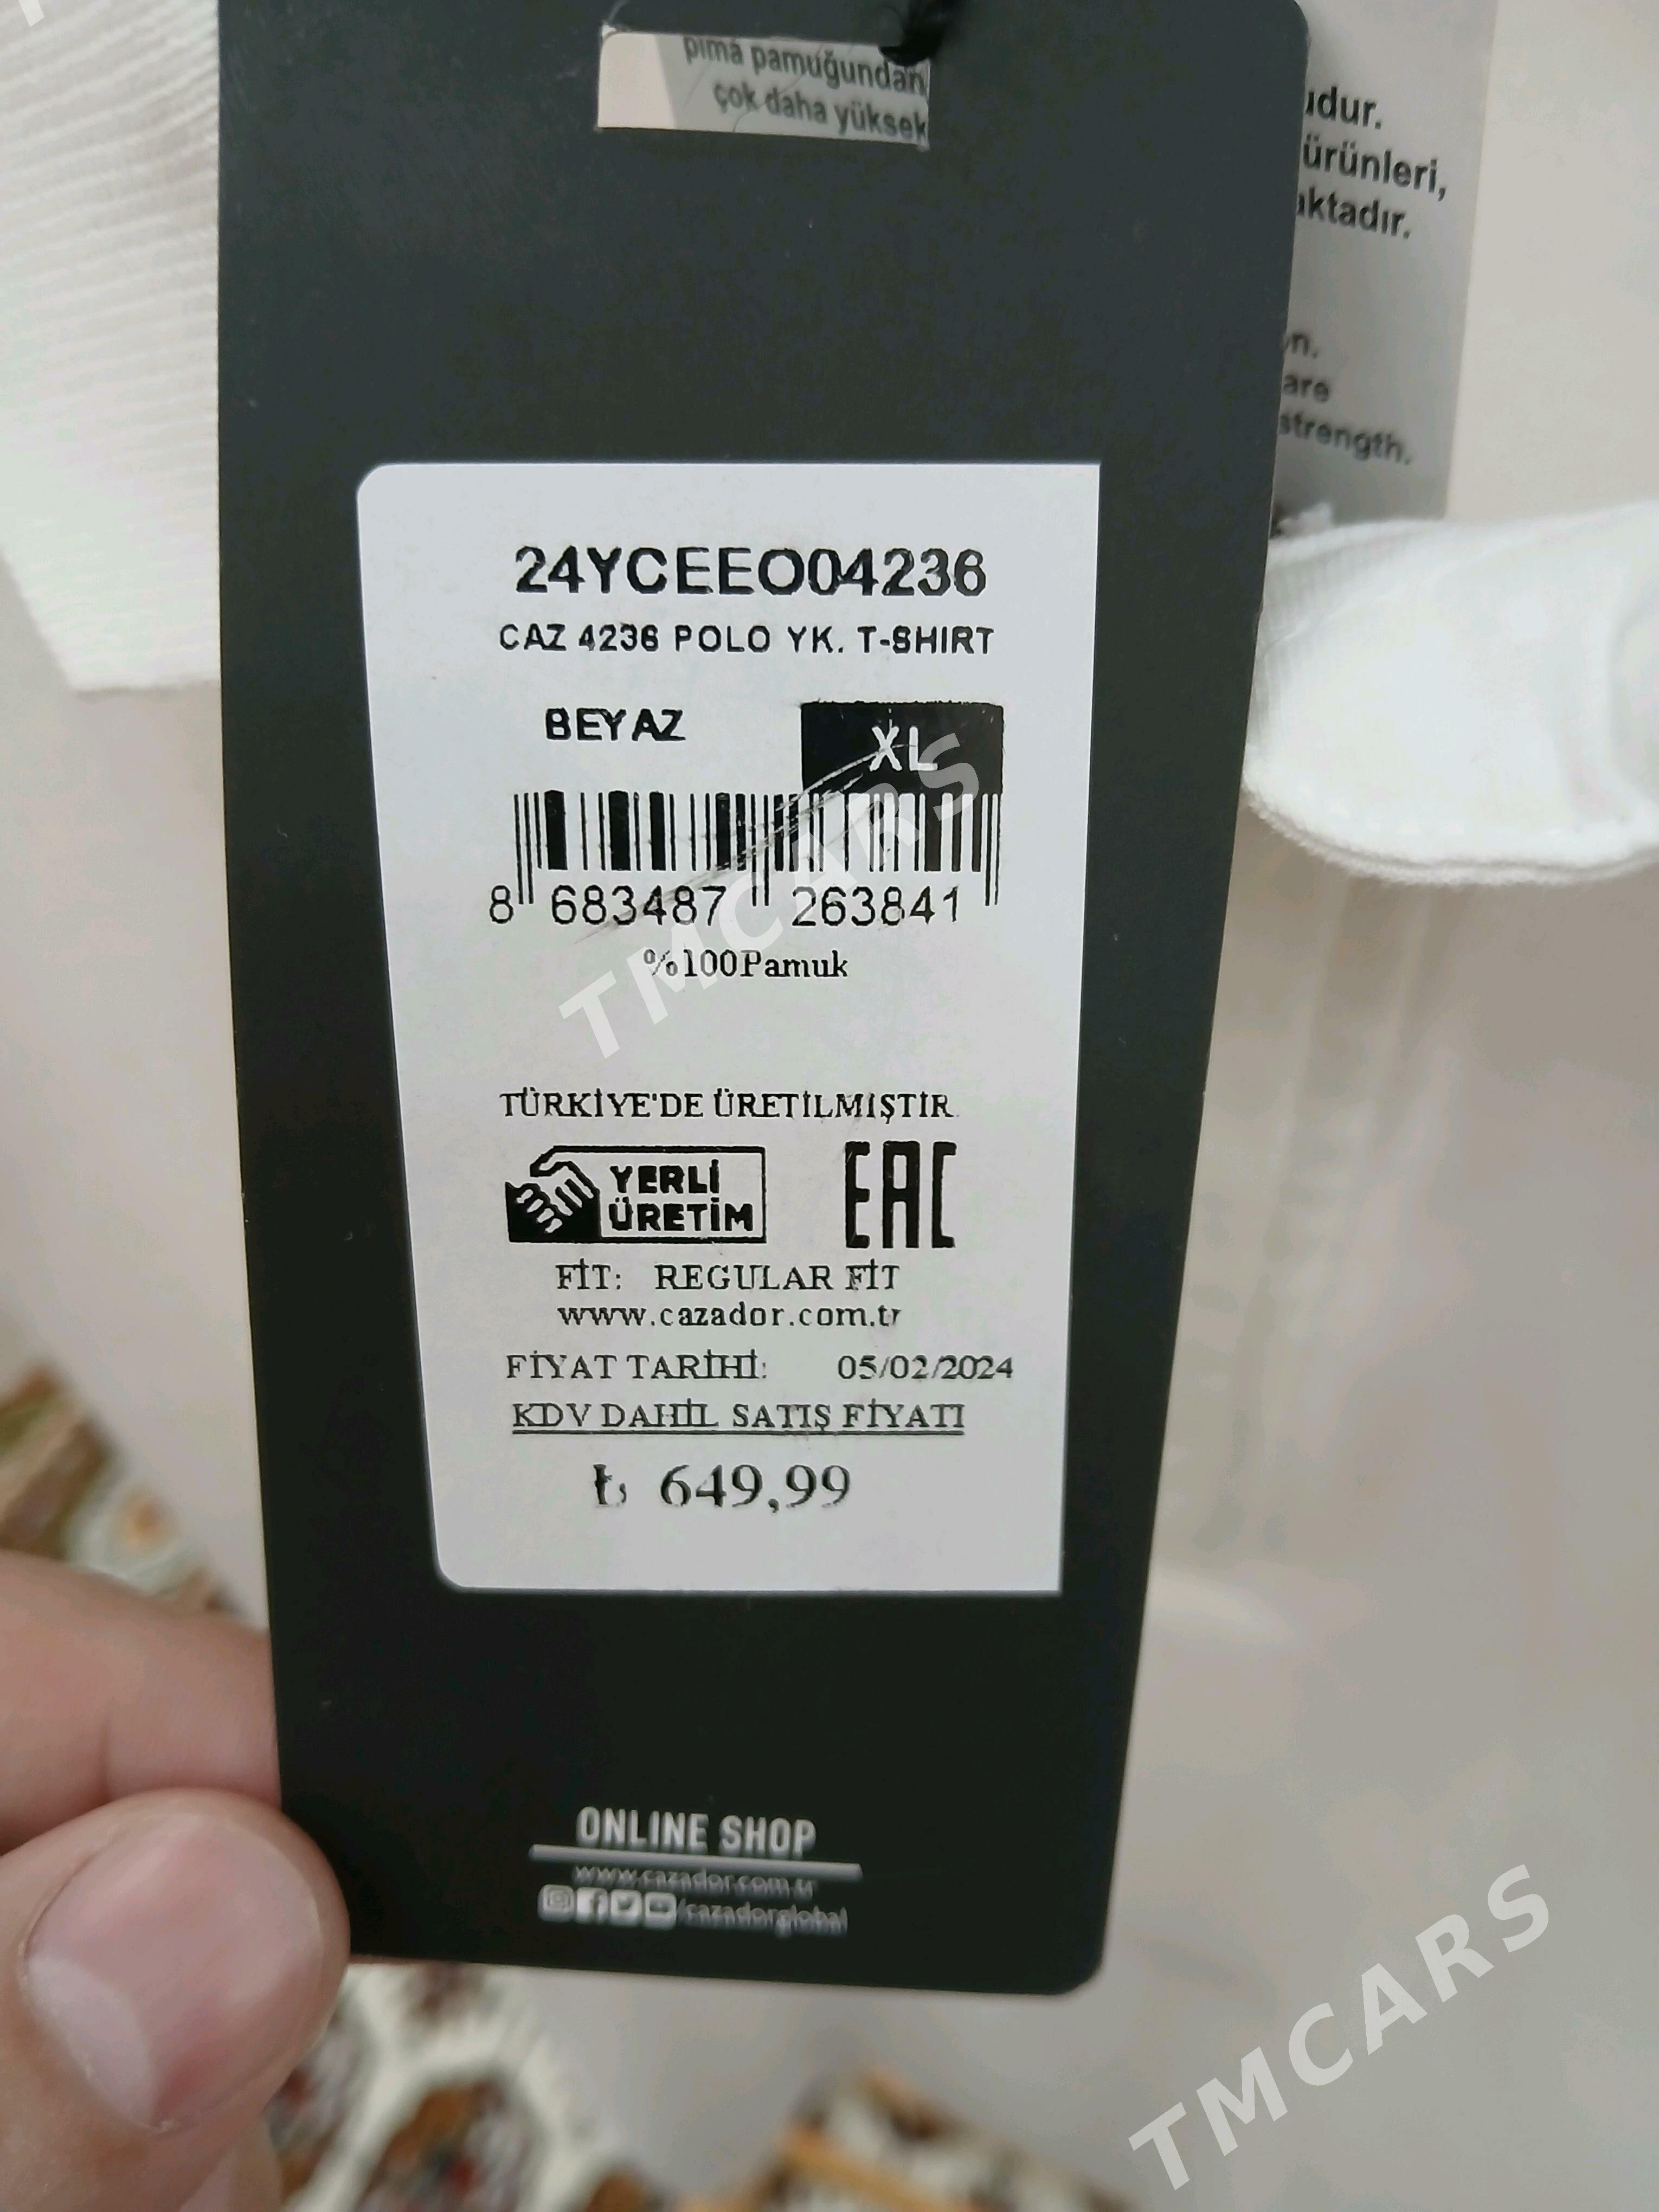 pima pamuğundan
çok daha yüksek
ürünleri,
are
strength.
24YCEEO04236
CAZ 4236 POLO YK. T-SHIRT
BEYAZ
XL
8 683487 263841
%100Pamuk
TÜRKİYE'DE ÜRETİLMİŞTİR
YERLİ
ÜRETİM
EAC
FİT: REGULAR FİT
www.cazador.com.tr
FİYAT TARİHİ: 05/02/2024
KDV DAHİL SATIŞ FİYATI
₺ 649,99
ONLINE SHOP
www.cazador.com.tr
/cazadorglobal
TMCARS
TMCARS